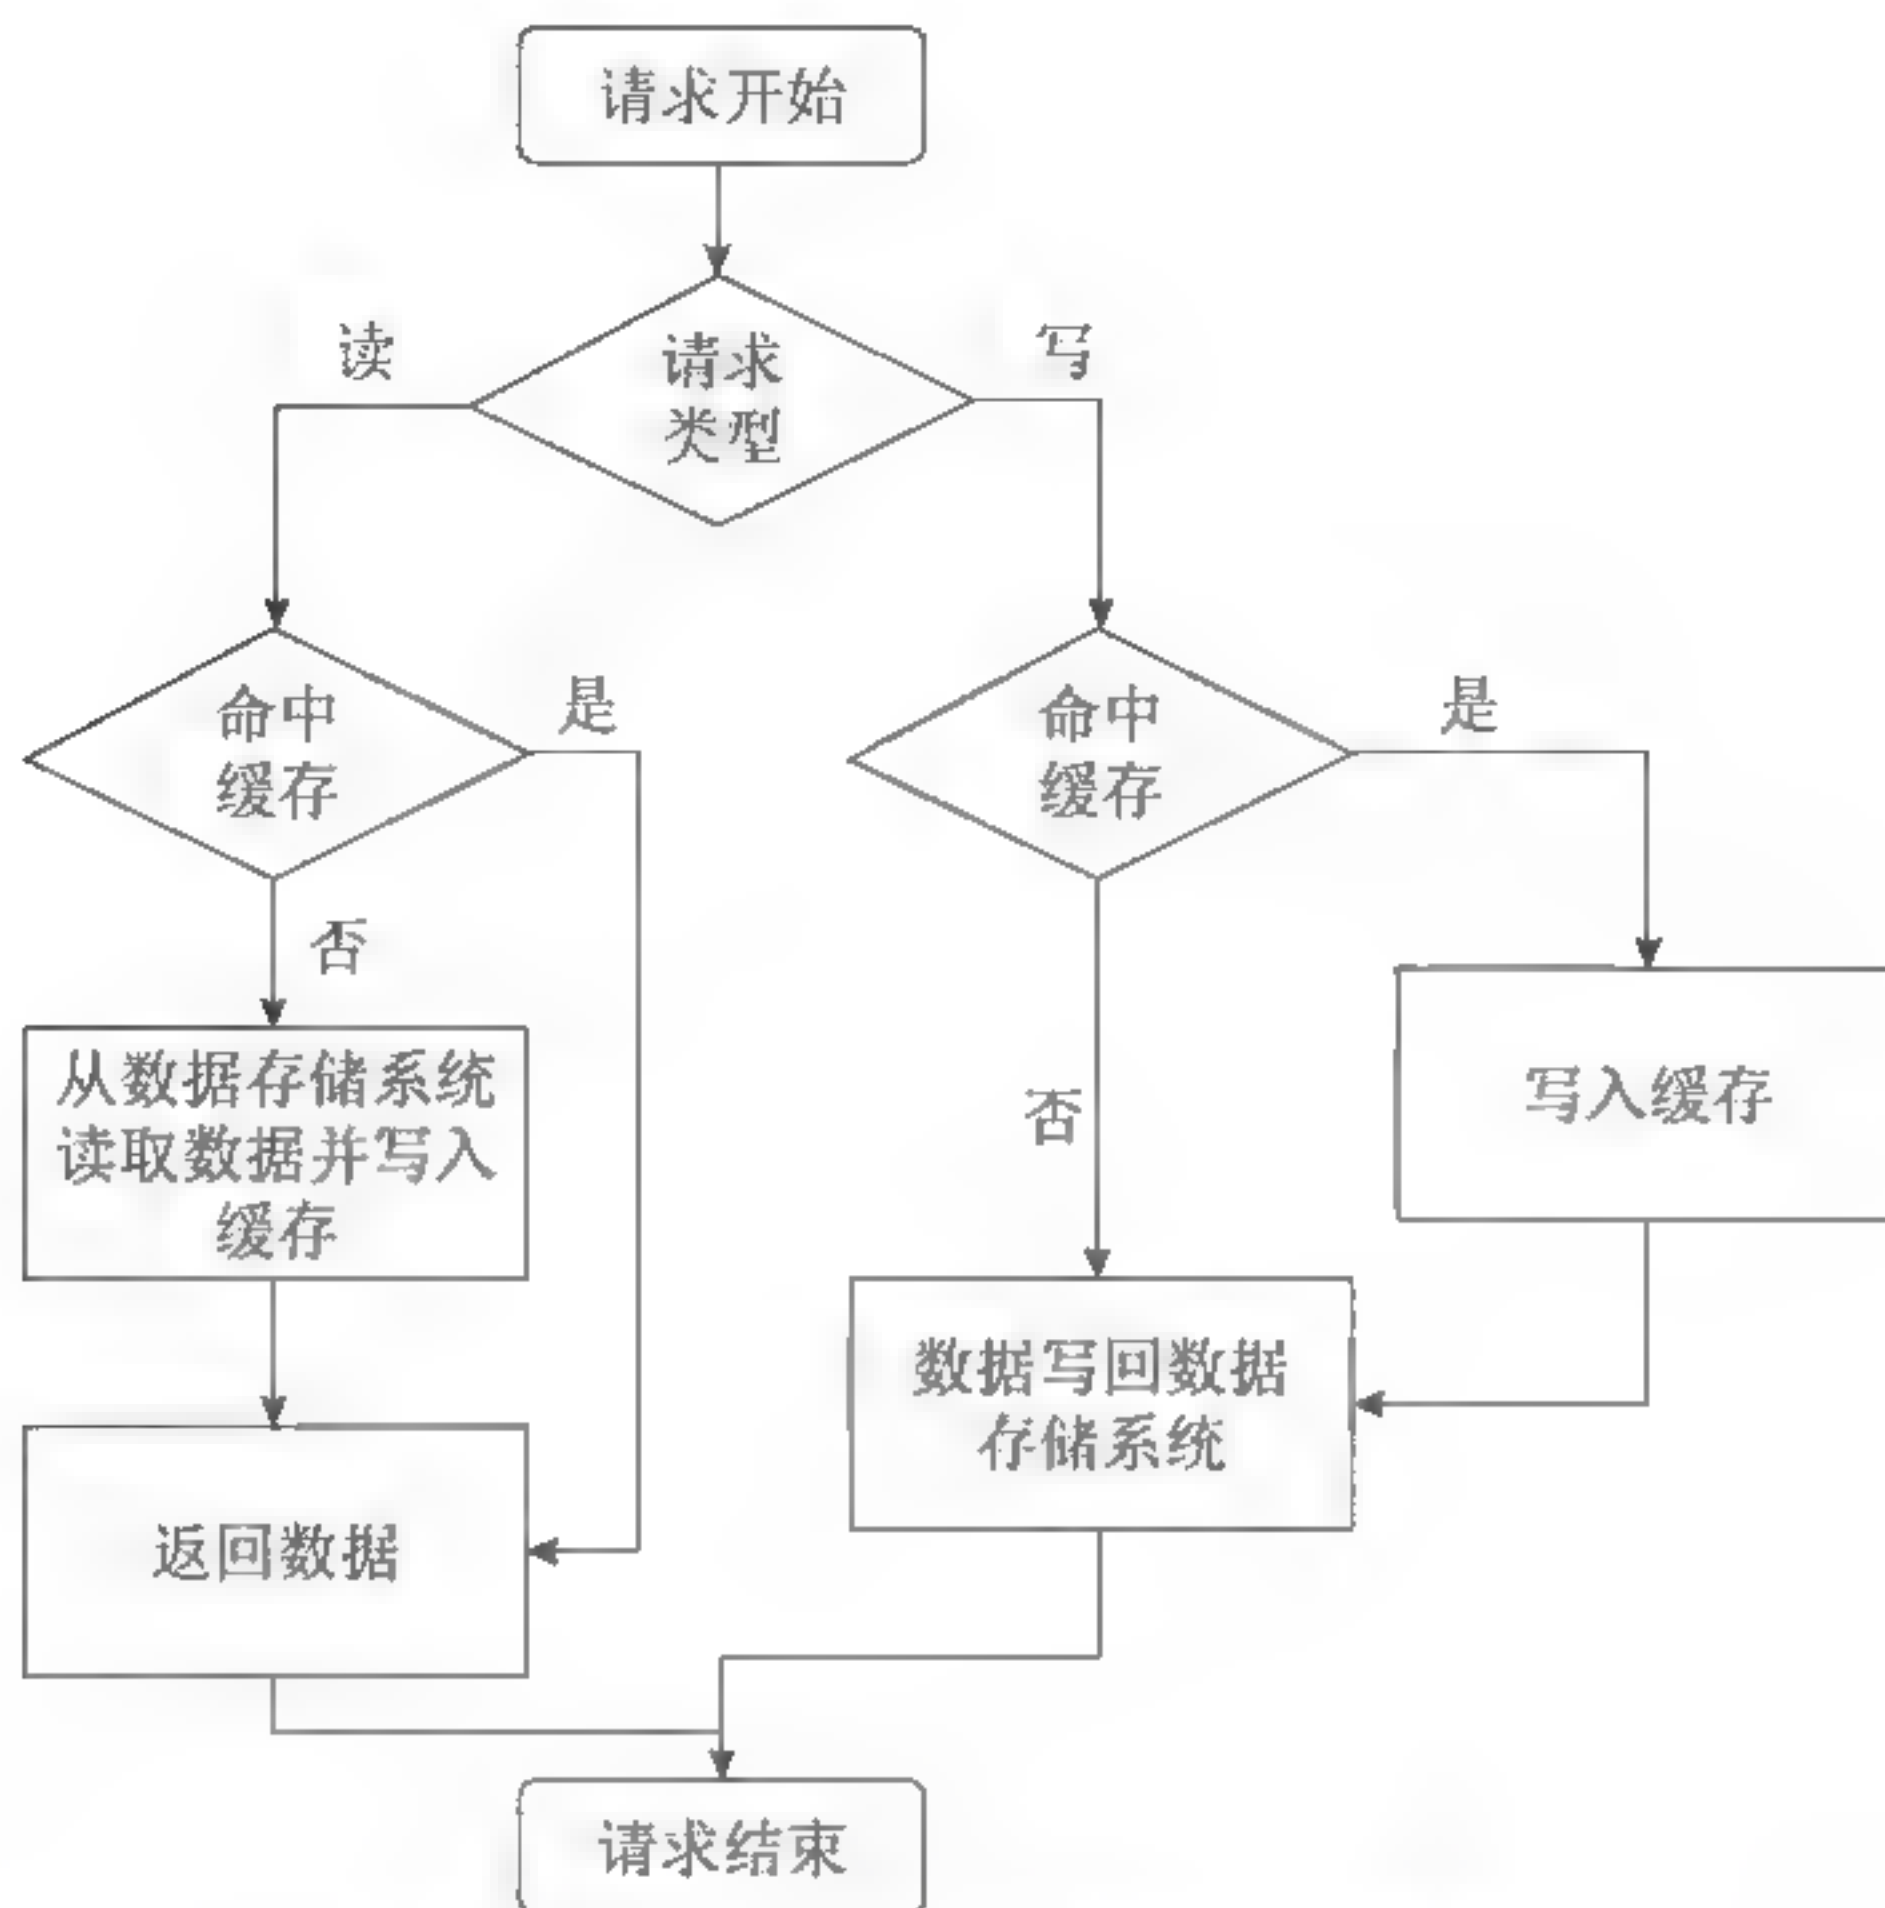 请求开始
读
写
请求
类型
命中
缓存
是
命中
缓存
是
否
从数据存储系统
读取数据并写入
缓存
否
写入缓存
数据写回数据
存储系统
返回数据
请求结束